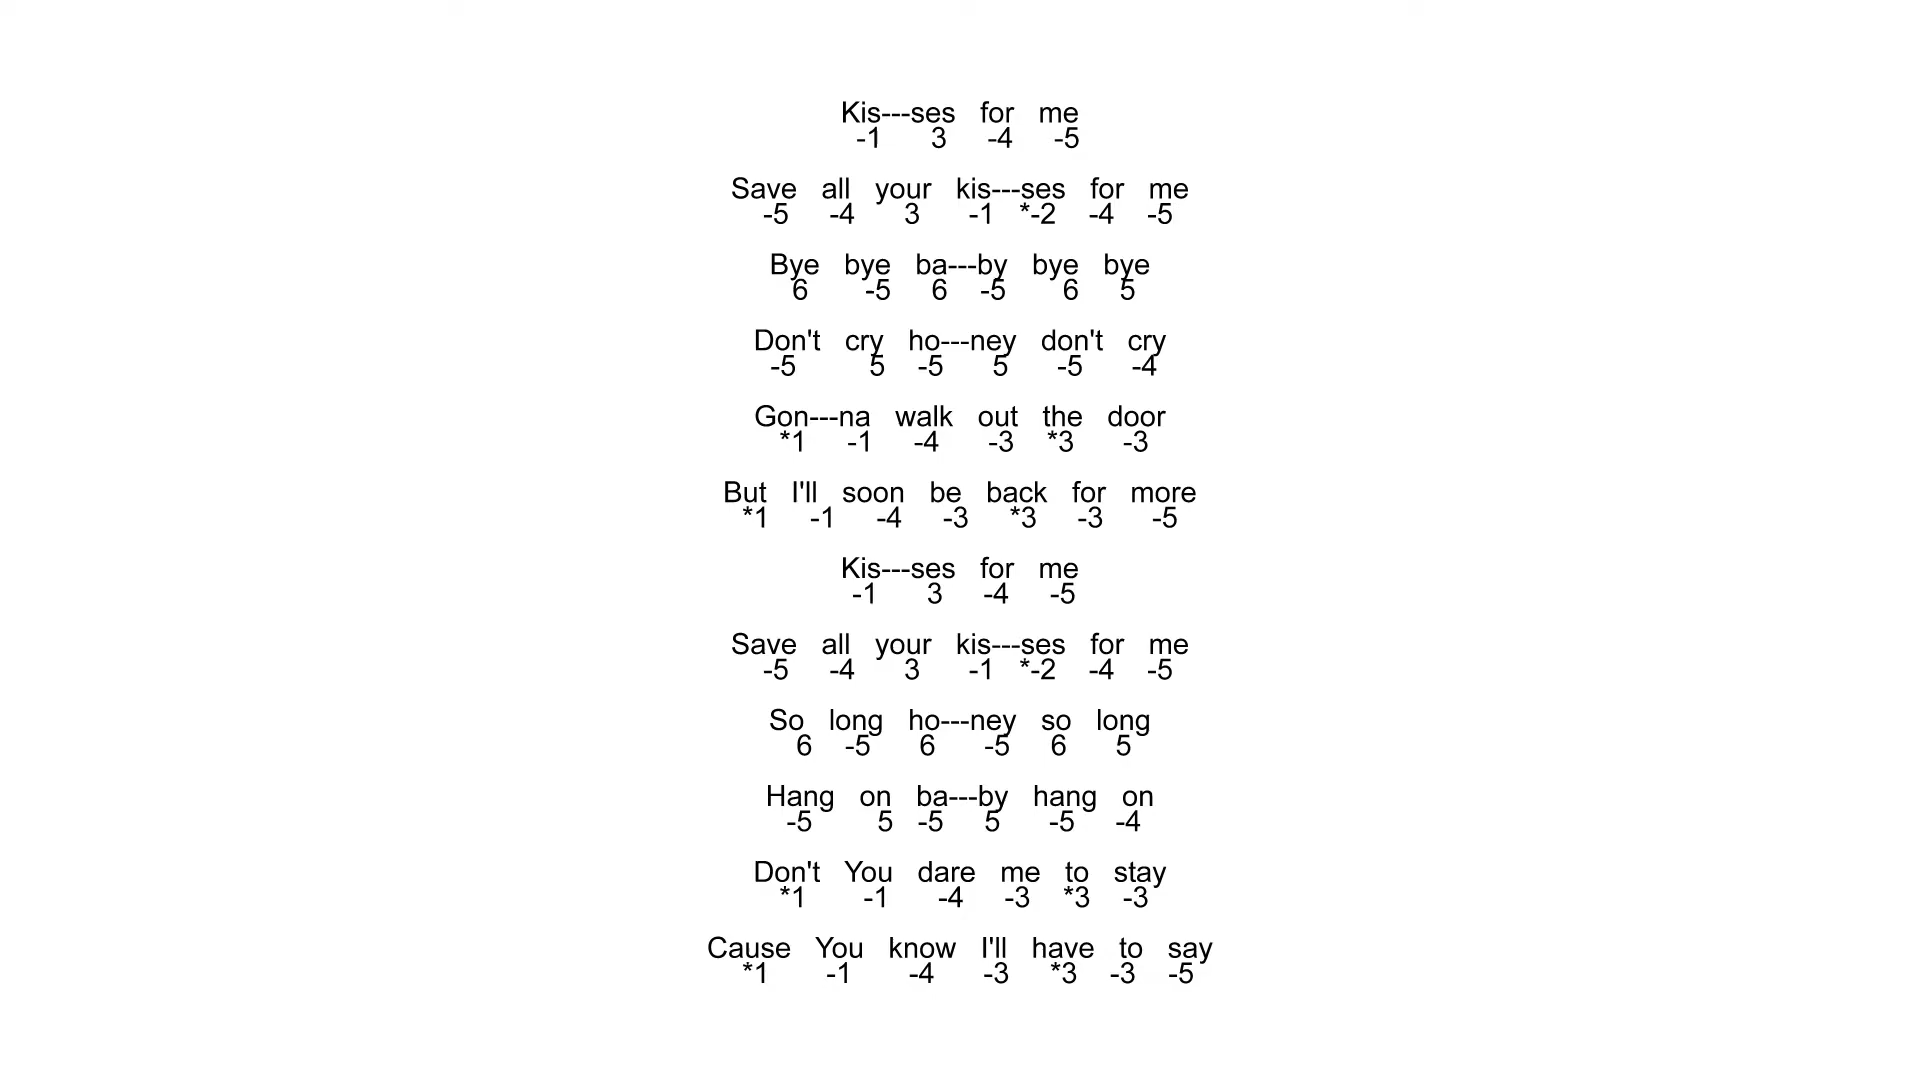 Kis---ses for me
-1 3 -4 -5
Save all your kis---ses for me
-5 -4 3 -1 *-2 -4 -5
Bye bye ba---by bye bye
6 -5 6 -5 6 5
Don't cry ho---ney don't cry
-5 5 -5 5 -5 -4
Gon---na walk out the door
*1 -1 -4 -3 *3 -3
But I'll soon be back for more
*1 -1 -4 -3 *3 -3 -5
Kis---ses for me
-1 3 -4 -5
Save all your kis---ses for me
-5 -4 3 -1 *-2 -4 -5
So long ho---ney so long
6 -5 6 -5 6 5
Hang on ba---by hang on
-5 5 -5 5 -5 -4
Don't You dare me to stay
*1 -1 -4 -3 *3 -3
Cause You know I'll have to say
*1 -1 -4 -3 *3 -3 -5